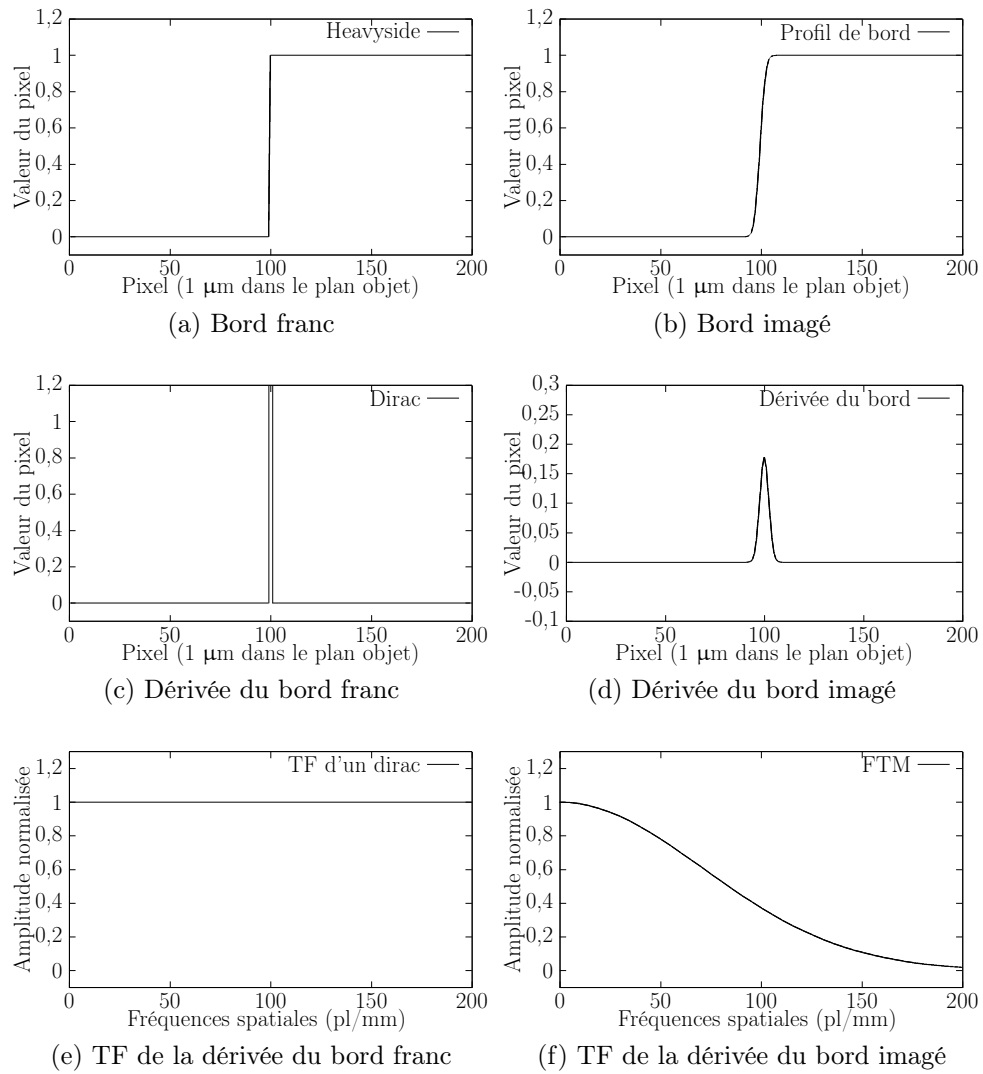 1,2
1
0,8
0,6
0,4
0,2
0
Valeur du pixel
Heavyside
0 50 100 150 200
Pixel (1 µm dans le plan objet)
(a) Bord franc
1,2
1
0,8
0,6
0,4
0,2
0
Valeur du pixel
Profil de bord
0 50 100 150 200
Pixel (1 µm dans le plan objet)
(b) Bord imagé
1,2
1
0,8
0,6
0,4
0,2
0
Valeur du pixel
Dirac
0 50 100 150 200
Pixel (1 µm dans le plan objet)
(c) Dérivée du bord franc
0,3
0,25
0,2
0,15
0,1
0,05
0
-0,05
-0,1
Valeur du pixel
Dérivée du bord
0 50 100 150 200
Pixel (1 µm dans le plan objet)
(d) Dérivée du bord imagé
1,2
1
0,8
0,6
0,4
0,2
0
Amplitude normalisée
TF d'un dirac
0 50 100 150 200
Fréquences spatiales (pl/mm)
(e) TF de la dérivée du bord franc
1,2
1
0,8
0,6
0,4
0,2
0
Amplitude normalisée
FTM
0 50 100 150 200
Fréquences spatiales (pl/mm)
(f) TF de la dérivée du bord imagé